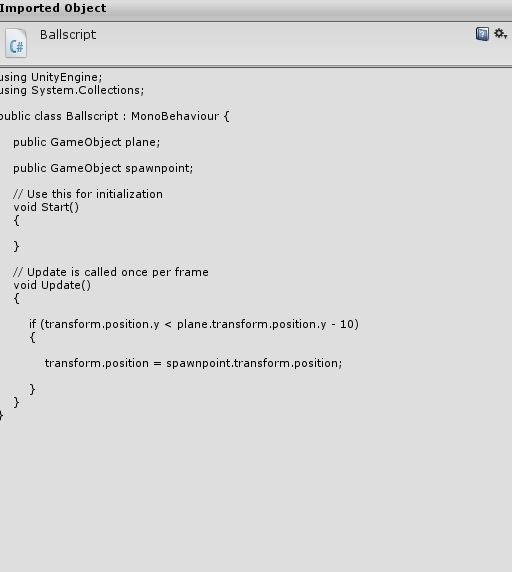 Imported Object
C#
Ballscript
using UnityEngine;
using System.Collections;
public class Ballscript : MonoBehaviour {
public GameObject plane;
public GameObject spawnpoint;
// Use this for initialization
void Start()
{
}
// Update is called once per frame
void Update()
{
if (transform.position.y < plane.transform.position.y - 10)
{
transform.position = spawnpoint.transform.position;
}
}
}